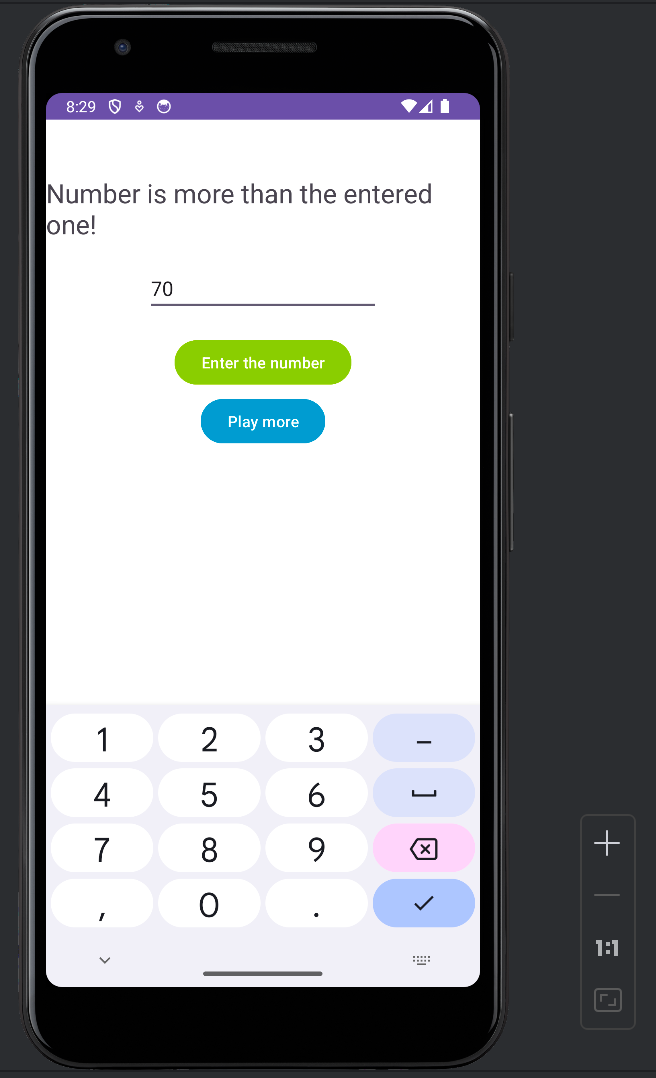 8:29
Number is more than the entered
one!
70
Enter the number
Play more
1 2 3 –
4 5 6
7 8 9
, 0 .
1:1